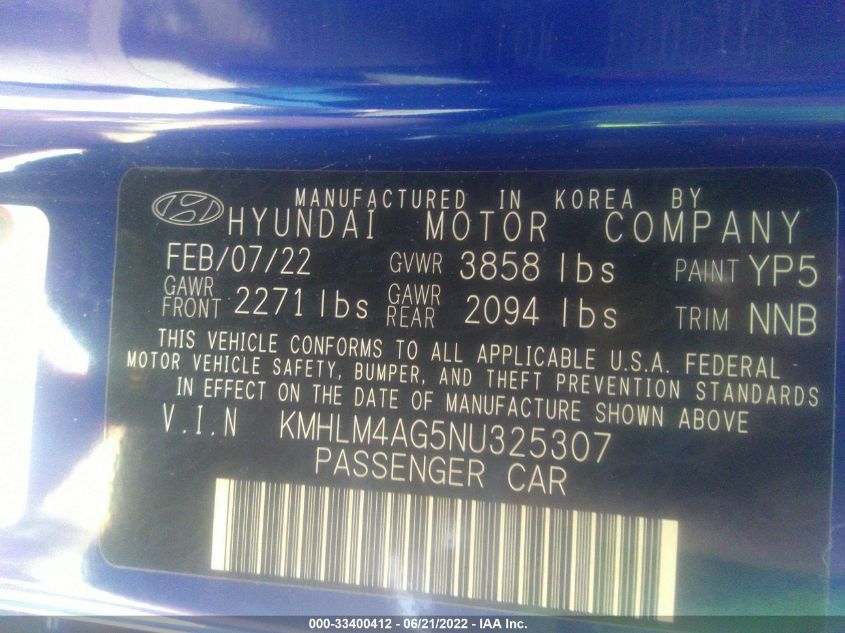 MANUFACTURED IN KOREA BY
HYUNDAI MOTOR COMPANY
FEB/07/22 GVWR 3858 lbs PAINT YP5
GAWR FRONT 2271 lbs GAWR REAR 2094 lbs TRIM NNB
THIS VEHICLE CONFORMS TO ALL APPLICABLE U.S.A. FEDERAL
MOTOR VEHICLE SAFETY, BUMPER, AND THEFT PREVENTION STANDARDS
IN EFFECT ON THE DATE OF MANUFACTURE SHOWN ABOVE
V.I.N KMHLM4AG5NU325307
PASSENGER CAR
000-33400412 - 06/21/2022 - IAA Inc.